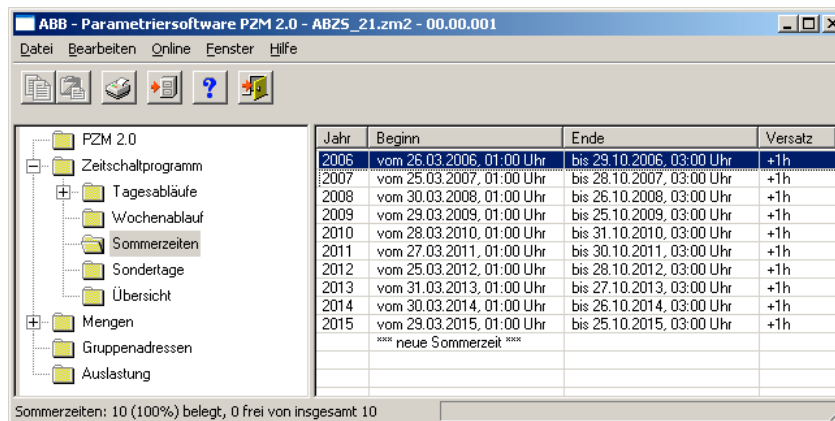 ABB - Parametriersoftware PZM 2.0 - ABZS_21.zm2 - 00.00.001
Datei Bearbeiten Online Fenster Hilfe
PZM 2.0
Zeitschaltprogramm
Tagesabläufe
Wochenablauf
Sommerzeiten
Sondertage
Übersicht
Mengen
Gruppenadressen
Auslastung
Jahr Beginn Ende Versatz
2006 vom 26.03.2006, 01:00 Uhr bis 29.10.2006, 03:00 Uhr +1h
2007 vom 25.03.2007, 01:00 Uhr bis 28.10.2007, 03:00 Uhr +1h
2008 vom 30.03.2008, 01:00 Uhr bis 26.10.2008, 03:00 Uhr +1h
2009 vom 29.03.2009, 01:00 Uhr bis 25.10.2009, 03:00 Uhr +1h
2010 vom 28.03.2010, 01:00 Uhr bis 31.10.2010, 03:00 Uhr +1h
2011 vom 27.03.2011, 01:00 Uhr bis 30.10.2011, 03:00 Uhr +1h
2012 vom 25.03.2012, 01:00 Uhr bis 28.10.2012, 03:00 Uhr +1h
2013 vom 31.03.2013, 01:00 Uhr bis 27.10.2013, 03:00 Uhr +1h
2014 vom 30.03.2014, 01:00 Uhr bis 26.10.2014, 03:00 Uhr +1h
2015 vom 29.03.2015, 01:00 Uhr bis 25.10.2015, 03:00 Uhr +1h
*** neue Sommerzeit ***
Sommerzeiten: 10 (100%) belegt, 0 frei von insgesamt 10